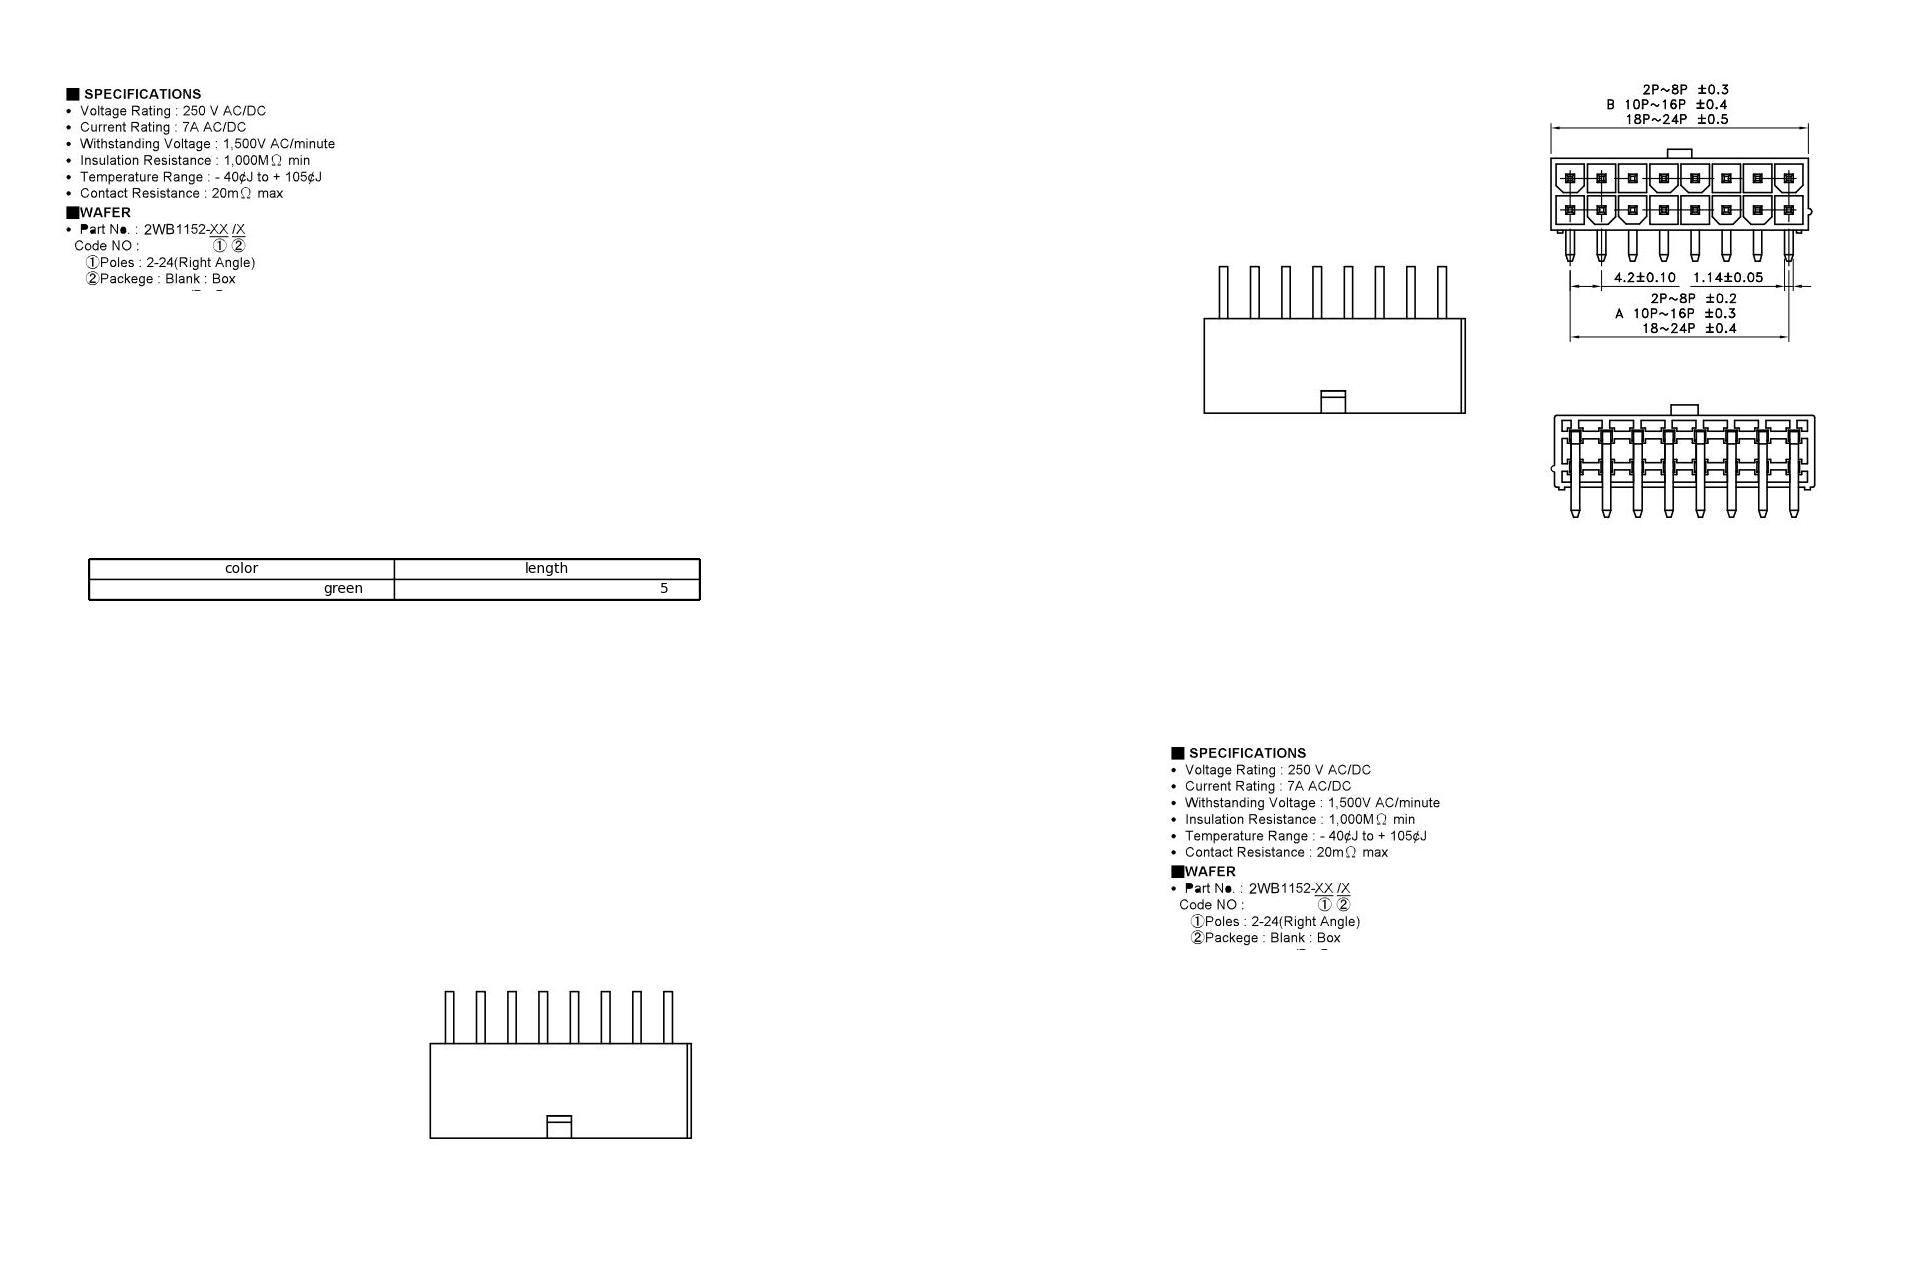 ■ SPECIFICATIONS
• Voltage Rating : 250 V AC/DC
• Current Rating : 7A AC/DC
• Withstanding Voltage : 1,500V AC/minute
• Insulation Resistance : 1,000MΩ min
• Temperature Range : - 40¢J to + 105¢J
• Contact Resistance : 20mΩ max
■WAFER
• Part No. : 2WB1152-XX /X
Code NO : ① ②
①Poles : 2-24(Right Angle)
②Packege : Blank : Box
2P~8P ±0.3
B 10P~16P ±0.4
18P~24P ±0.5
4.2±0.10 1.14±0.05
2P~8P ±0.2
A 10P~16P ±0.3
18~24P ±0.4
color length
green 5
■ SPECIFICATIONS
• Voltage Rating : 250 V AC/DC
• Current Rating : 7A AC/DC
• Withstanding Voltage : 1,500V AC/minute
• Insulation Resistance : 1,000MΩ min
• Temperature Range : - 40¢J to + 105¢J
• Contact Resistance : 20mΩ max
■WAFER
• Part No. : 2WB1152-XX /X
Code NO : ① ②
①Poles : 2-24(Right Angle)
②Packege : Blank : Box